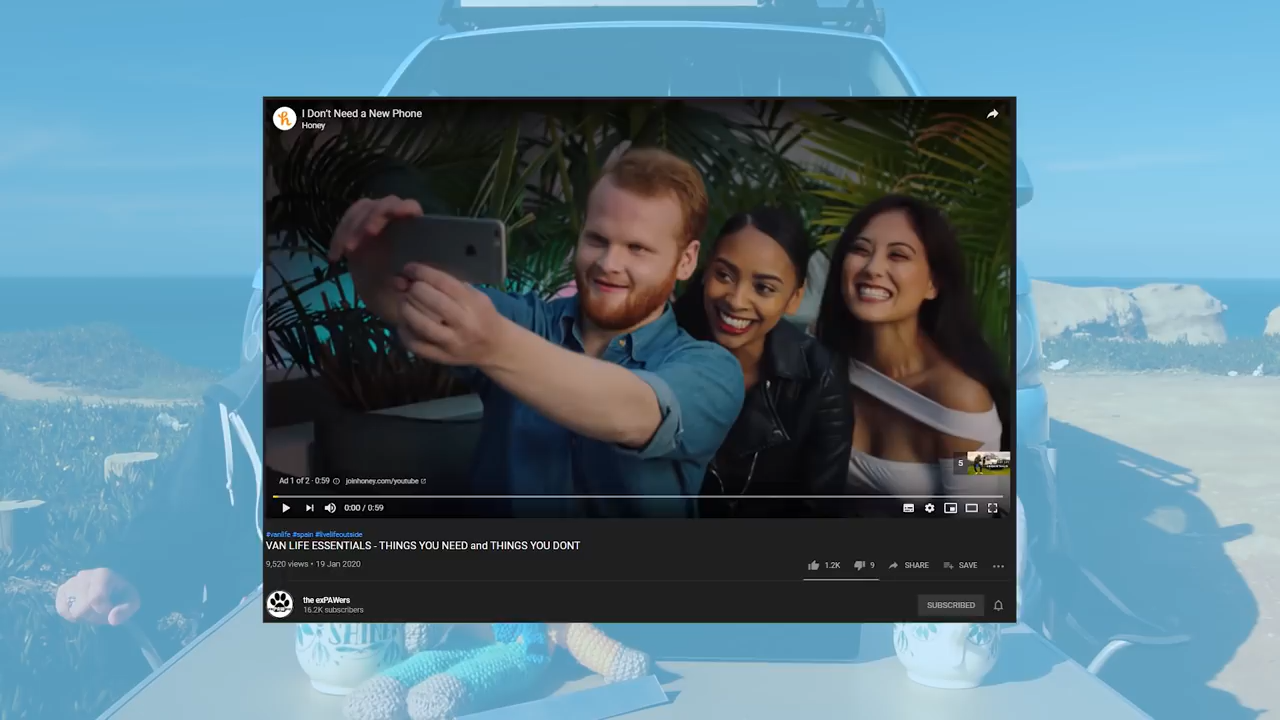 I Don't Need a New Phone
Honey
5
Ad 1 of 2 · 0:59 joinhoney.com/youtube
0:00 / 0:59
#vanlife #spain #livelifeoutside
VAN LIFE ESSENTIALS - THINGS YOU NEED and THINGS YOU DONT
9,520 views • 19 Jan 2020
1.2K 9 SHARE SAVE
the exPAWers
16.2K subscribers
SUBSCRIBED
SHINE